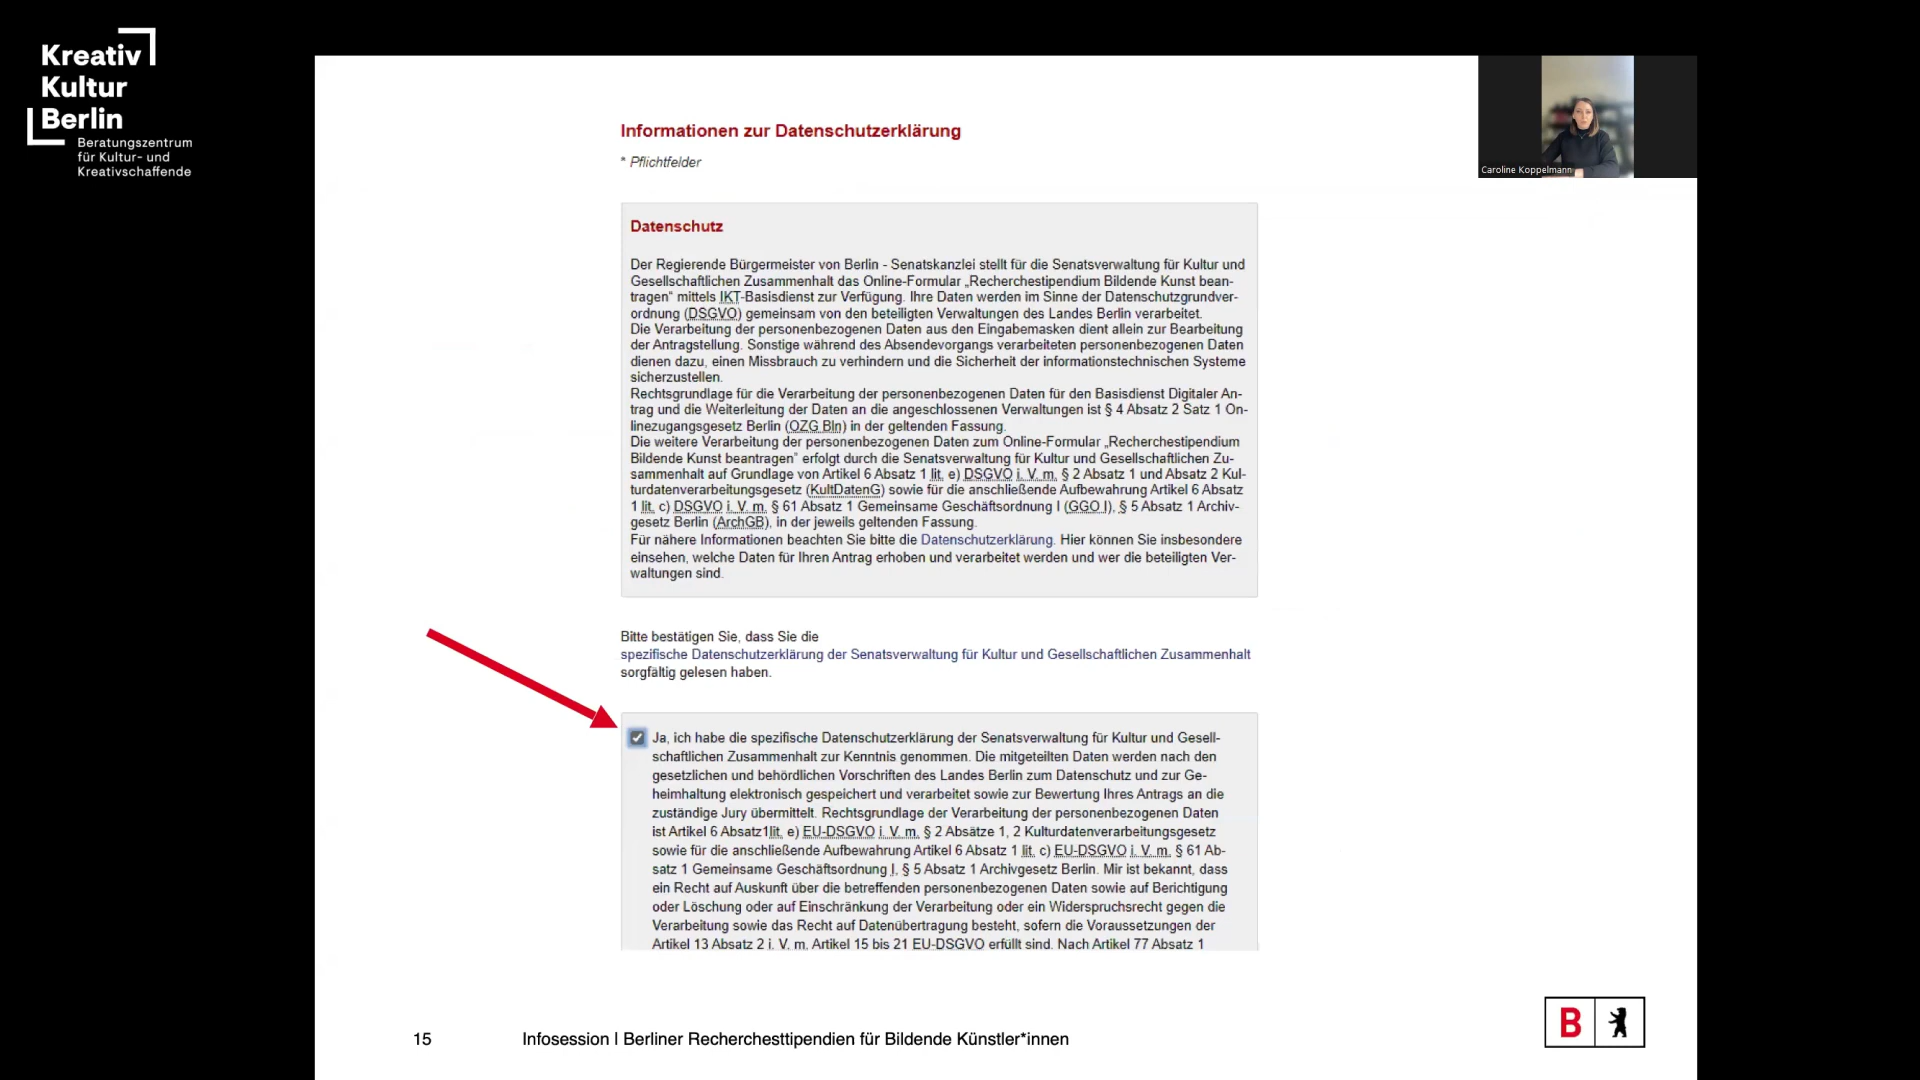 Kreativ
Kultur
Berlin
Beratungszentrum
für Kultur- und
Kreativschaffende
Caroline Koppelmann
Informationen zur Datenschutzerklärung
* Pflichtfelder
Datenschutz
Der Regierende Bürgermeister von Berlin - Senatskanzlei stellt für die Senatsverwaltung für Kultur und
Gesellschaftlichen Zusammenhalt das Online-Formular „Recherchestipendium Bildende Kunst bean-
tragen“ mittels IKT-Basisdienst zur Verfügung. Ihre Daten werden im Sinne der Datenschutzgrundver-
ordnung (DSGVO) gemeinsam von den beteiligten Verwaltungen des Landes Berlin verarbeitet.
Die Verarbeitung der personenbezogenen Daten aus den Eingabemasken dient allein zur Bearbeitung
der Antragstellung. Sonstige während des Absendevorgangs verarbeiteten personenbezogenen Daten
dienen dazu, einen Missbrauch zu verhindern und die Sicherheit der informationstechnischen Systeme
sicherzustellen.
Rechtsgrundlage für die Verarbeitung der personenbezogenen Daten für den Basisdienst Digitaler An-
trag und die Weiterleitung der Daten an die angeschlossenen Verwaltungen ist § 4 Absatz 2 Satz 1 On-
linezugangsgesetz Berlin (OZG Bln) in der geltenden Fassung.
Die weitere Verarbeitung der personenbezogenen Daten zum Online-Formular „Recherchestipendium
Bildende Kunst beantragen“ erfolgt durch die Senatsverwaltung für Kultur und Gesellschaftlichen Zu-
sammenhalt auf Grundlage von Artikel 6 Absatz 1 lit. e) DSGVO i. V. m. § 2 Absatz 1 und Absatz 2 Kul-
turdatenverarbeitungsgesetz (KultDatenG) sowie für die anschließende Aufbewahrung Artikel 6 Absatz
1 lit. c) DSGVO i. V. m. § 61 Absatz 1 Gemeinsame Geschäftsordnung I (GGO I), § 5 Absatz 1 Archiv-
gesetz Berlin (ArchGB), in der jeweils geltenden Fassung.
Für nähere Informationen beachten Sie bitte die Datenschutzerklärung. Hier können Sie insbesondere
einsehen, welche Daten für Ihren Antrag erhoben und verarbeitet werden und wer die beteiligten Ver-
waltungen sind.
Bitte bestätigen Sie, dass Sie die
spezifische Datenschutzerklärung der Senatsverwaltung für Kultur und Gesellschaftlichen Zusammenhalt
sorgfältig gelesen haben.
Ja, ich habe die spezifische Datenschutzerklärung der Senatsverwaltung für Kultur und Gesell-
schaftlichen Zusammenhalt zur Kenntnis genommen. Die mitgeteilten Daten werden nach den
gesetzlichen und behördlichen Vorschriften des Landes Berlin zum Datenschutz und zur Ge-
heimhaltung elektronisch gespeichert und verarbeitet sowie zur Bewertung Ihres Antrags an die
zuständige Jury übermittelt. Rechtsgrundlage der Verarbeitung der personenbezogenen Daten
ist Artikel 6 Absatz1lit. e) EU-DSGVO i. V. m. § 2 Absätze 1, 2 Kulturdatenverarbeitungsgesetz
sowie für die anschließende Aufbewahrung Artikel 6 Absatz 1 lit. c) EU-DSGVO i. V. m. § 61 Ab-
satz 1 Gemeinsame Geschäftsordnung I, § 5 Absatz 1 Archivgesetz Berlin. Mir ist bekannt, dass
ein Recht auf Auskunft über die betreffenden personenbezogenen Daten sowie auf Berichtigung
oder Löschung oder auf Einschränkung der Verarbeitung oder ein Widerspruchsrecht gegen die
Verarbeitung sowie das Recht auf Datenübertragung besteht, sofern die Voraussetzungen der
Artikel 13 Absatz 2 i. V. m. Artikel 15 bis 21 EU-DSGVO erfüllt sind. Nach Artikel 77 Absatz 1
15
Infosession | Berliner Recherchesttipendien für Bildende Künstler*innen
B